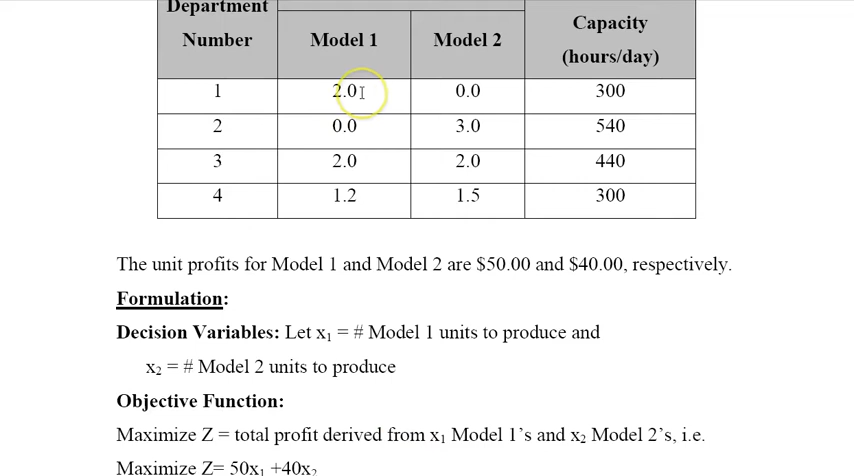 Department
Number
Model 1
Model 2
Capacity
(hours/day)
1 2.0 0.0 300
2 0.0 3.0 540
3 2.0 2.0 440
4 1.2 1.5 300
The unit profits for Model 1 and Model 2 are $50.00 and $40.00, respectively.
Formulation:
Decision Variables: Let x₁ = # Model 1 units to produce and
x₂ = # Model 2 units to produce
Objective Function:
Maximize Z = total profit derived from x₁ Model 1’s and x₂ Model 2’s, i.e.
Maximize Z= 50x₁ +40x₂